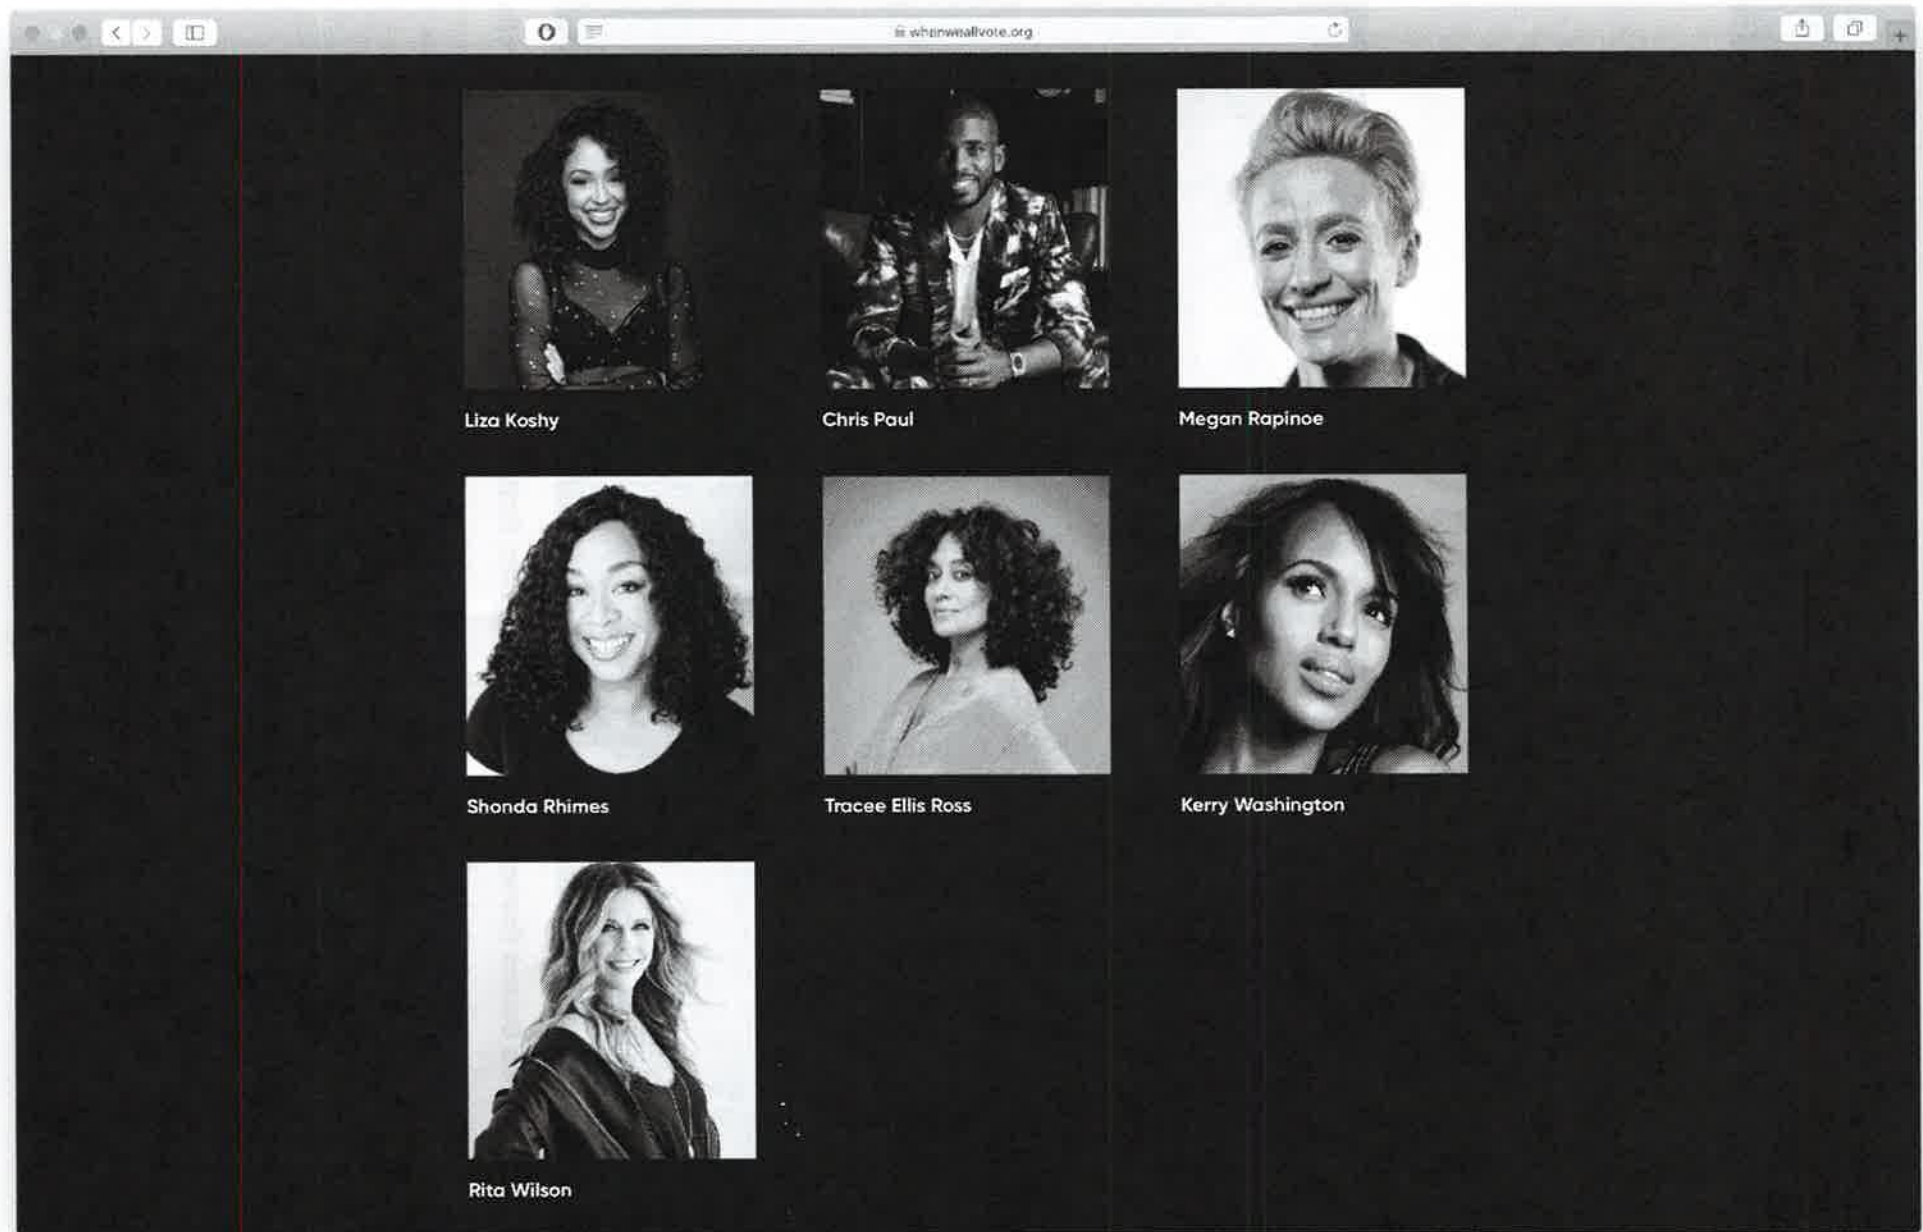 whenweallvote.org
Liza Koshy
Chris Paul
Megan Rapinoe
Shonda Rhimes
Tracee Ellis Ross
Kerry Washington
Rita Wilson